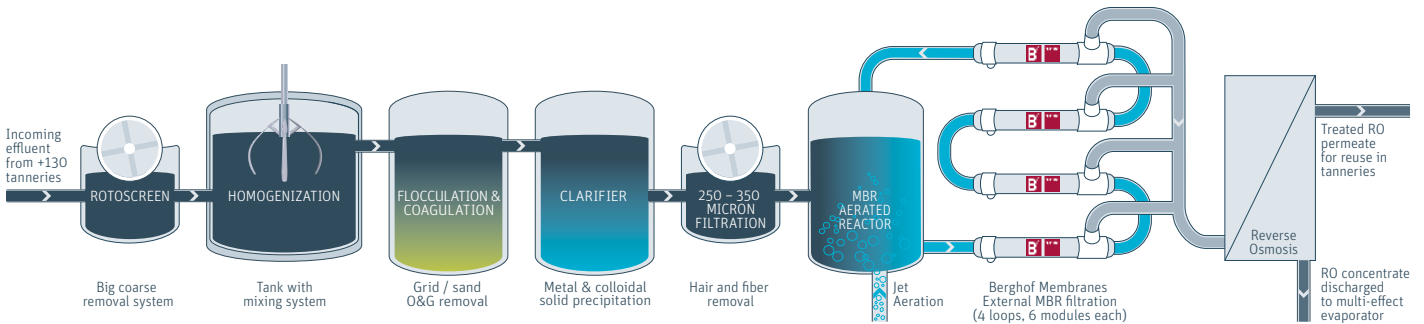 Incoming
effluent
from +130
tanneries
ROTOSCREEN
Big coarse
removal system
HOMOGENIZATION
Tank with
mixing system
FLOCCULATION &
COAGULATION
Grid / sand
O&G removal
CLARIFIER
Metal & colloidal
solid precipitation
250 – 350
MICRON
FILTRATION
Hair and fiber
removal
MBR
AERATED
REACTOR
Jet
Aeration
B
B
B
B
Berghof Membranes
External MBR filtration
(4 loops, 6 modules each)
Reverse
Osmosis
Treated RO
permeate
for reuse in
tanneries
RO concentrate
discharged
to multi-effect
evaporator